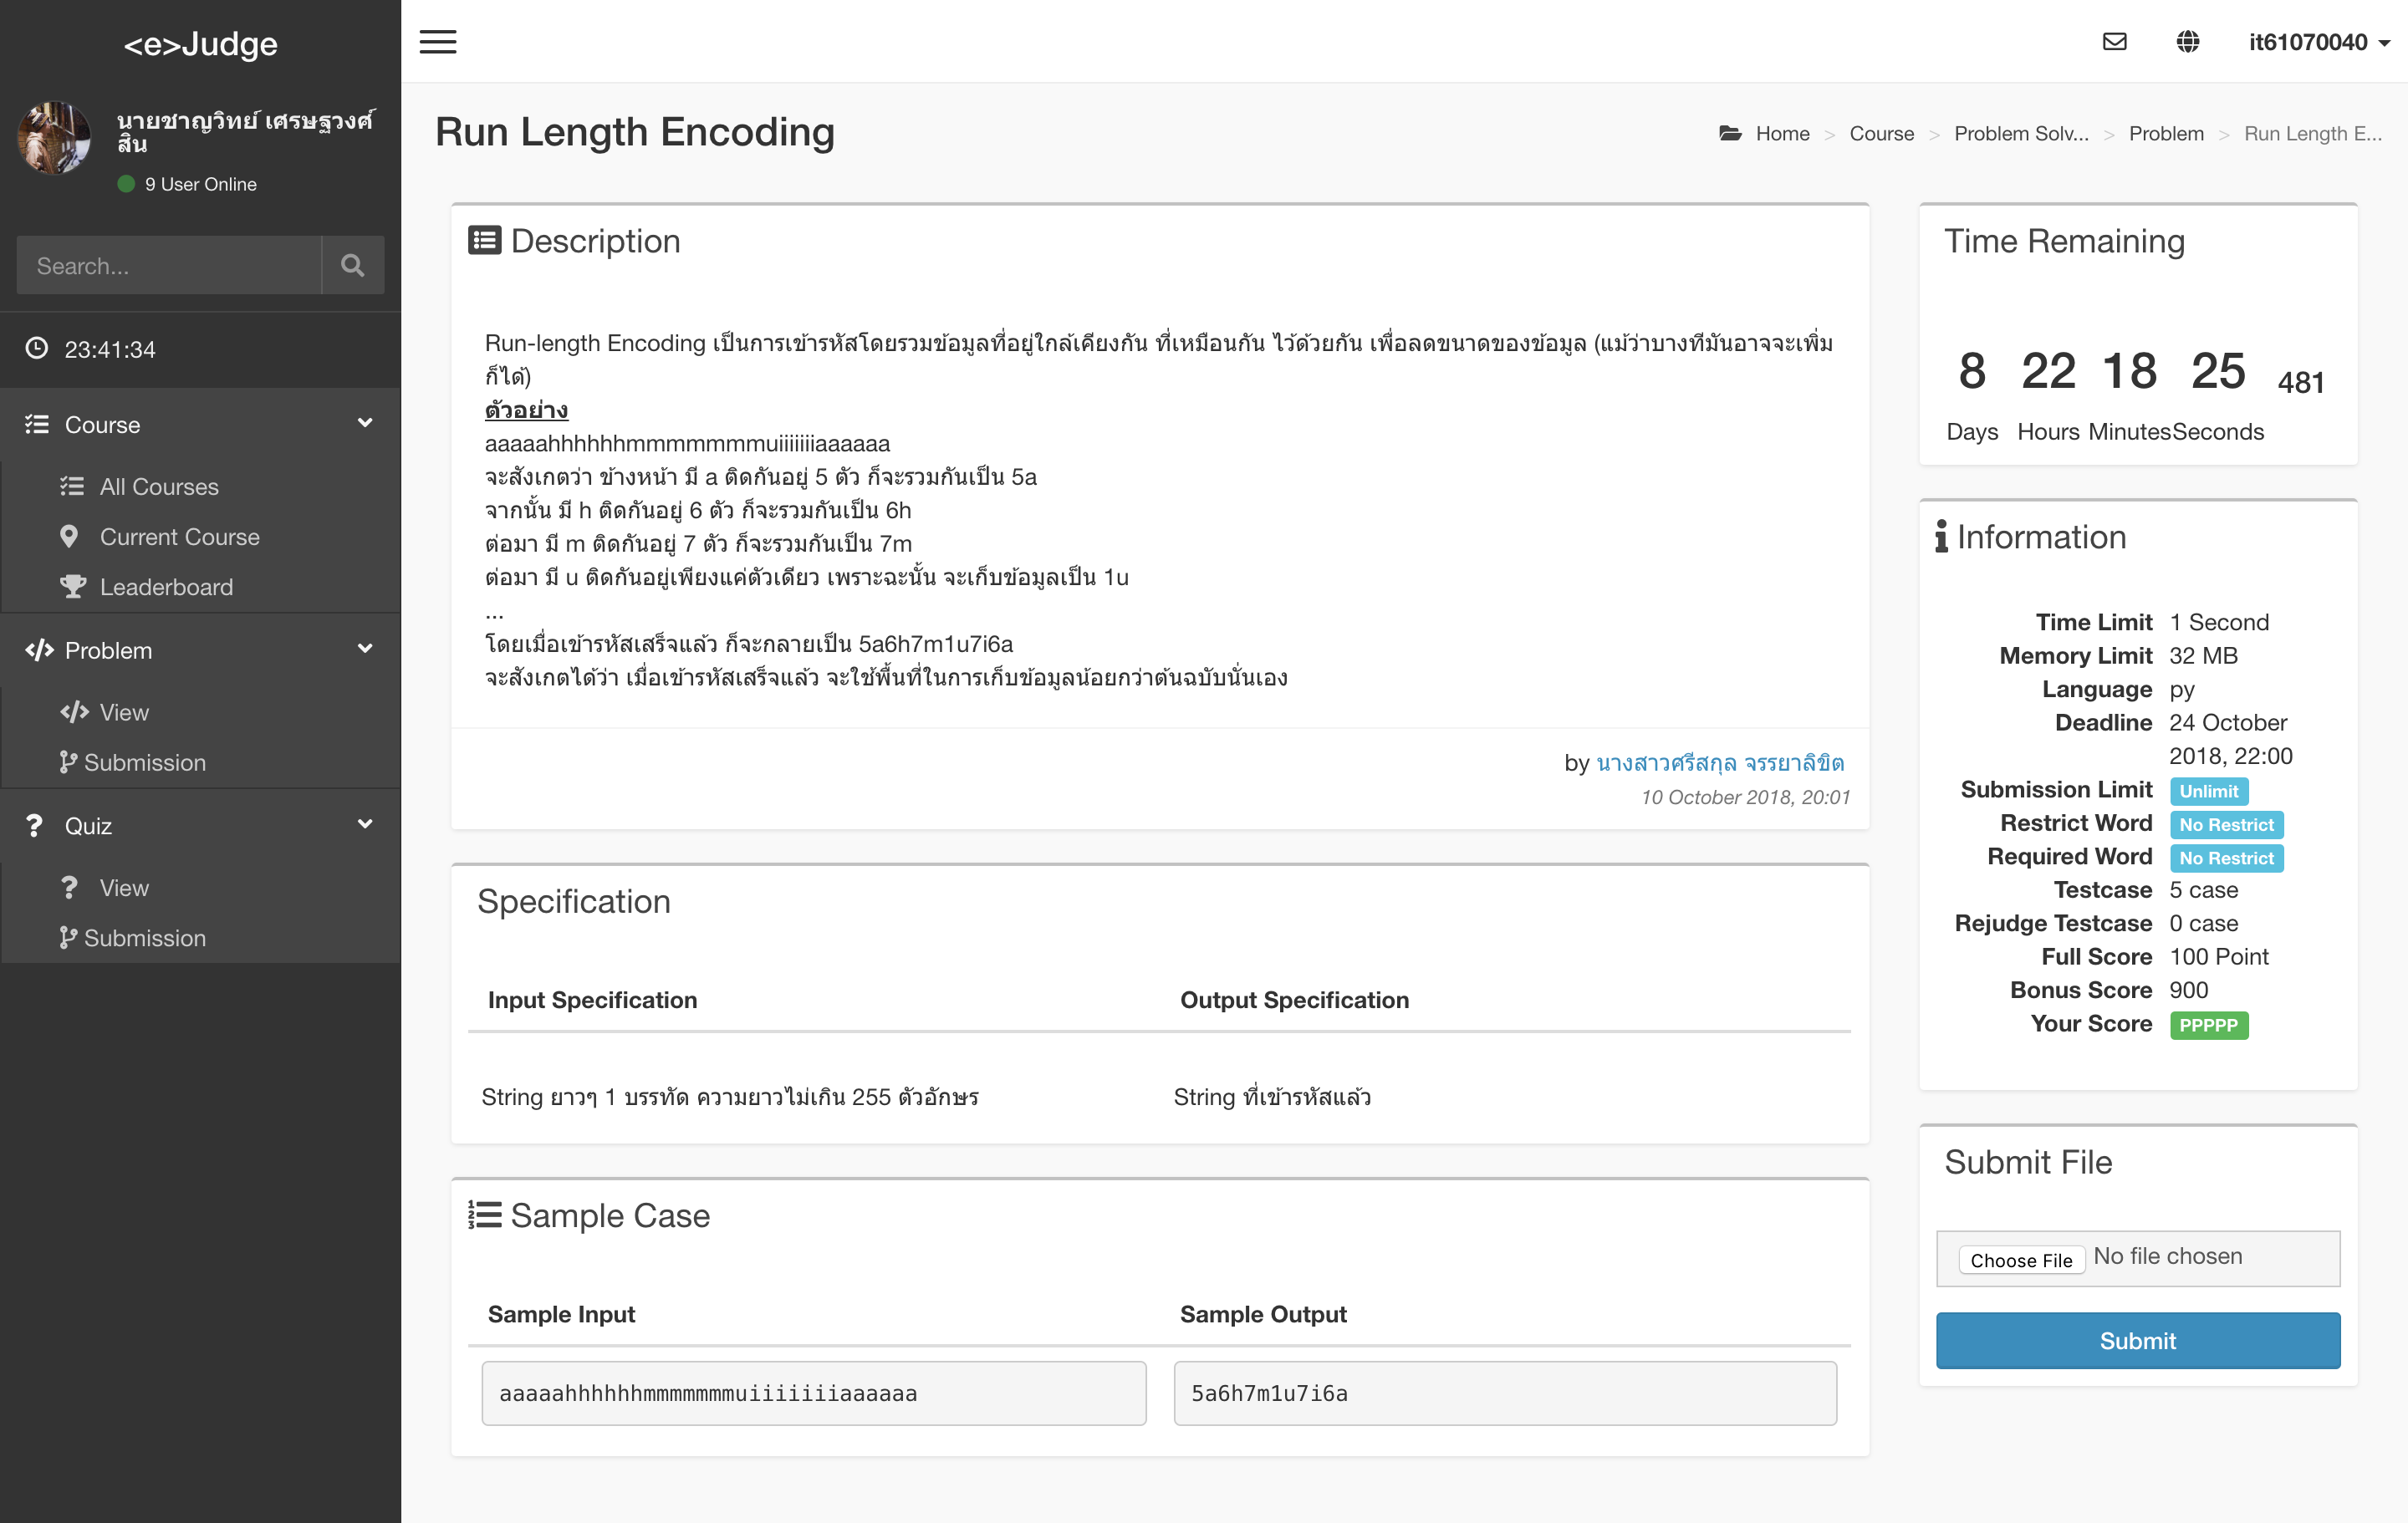 <e>Judge
นายชาญวิทย์ เศรษฐวงศ์
สิน
9 User Online
Search...
23:41:34
Course
All Courses
Current Course
Leaderboard
Problem
View
Submission
Quiz
View
Submission
it61070040
Run Length Encoding
Home > Course > Problem Solv... > Problem > Run Length E...
Description
Run-length Encoding เป็นการเข้ารหัสโดยรวมข้อมูลที่อยู่ใกล้เคียงกัน ที่เหมือนกัน ไว้ด้วยกัน เพื่อลดขนาดของข้อมูล (แม้ว่าบางทีมันอาจจะเพิ่ม
ก็ได้)
ตัวอย่าง
aaaaahhhhhhmmmmmmmuiiiiiiiaaaaaa
จะสังเกตว่า ข้างหน้า มี a ติดกันอยู่ 5 ตัว ก็จะรวมกันเป็น 5a
จากนั้น มี h ติดกันอยู่ 6 ตัว ก็จะรวมกันเป็น 6h
ต่อมา มี m ติดกันอยู่ 7 ตัว ก็จะรวมกันเป็น 7m
ต่อมา มี u ติดกันอยู่เพียงแค่ตัวเดียว เพราะฉะนั้น จะเก็บข้อมูลเป็น 1u
...
โดยเมื่อเข้ารหัสเสร็จแล้ว ก็จะกลายเป็น 5a6h7m1u7i6a
จะสังเกตได้ว่า เมื่อเข้ารหัสเสร็จแล้ว จะใช้พื้นที่ในการเก็บข้อมูลน้อยกว่าต้นฉบับนั่นเอง
by นางสาวศรีสกุล จรรยาลิขิต
10 October 2018, 20:01
Specification
Input Specification Output Specification
String ยาวๆ 1 บรรทัด ความยาวไม่เกิน 255 ตัวอักษร String ที่เข้ารหัสแล้ว
Sample Case
Sample Input Sample Output
aaaaahhhhhhmmmmmmmuiiiiiiiaaaaaa 5a6h7m1u7i6a
Time Remaining
8 22 18 25 481
Days Hours Minutes Seconds
Information
Time Limit 1 Second
Memory Limit 32 MB
Language py
Deadline 24 October
2018, 22:00
Submission Limit Unlimit
Restrict Word No Restrict
Required Word No Restrict
Testcase 5 case
Rejudge Testcase 0 case
Full Score 100 Point
Bonus Score 900
Your Score PPPPP
Submit File
Choose File No file chosen
Submit